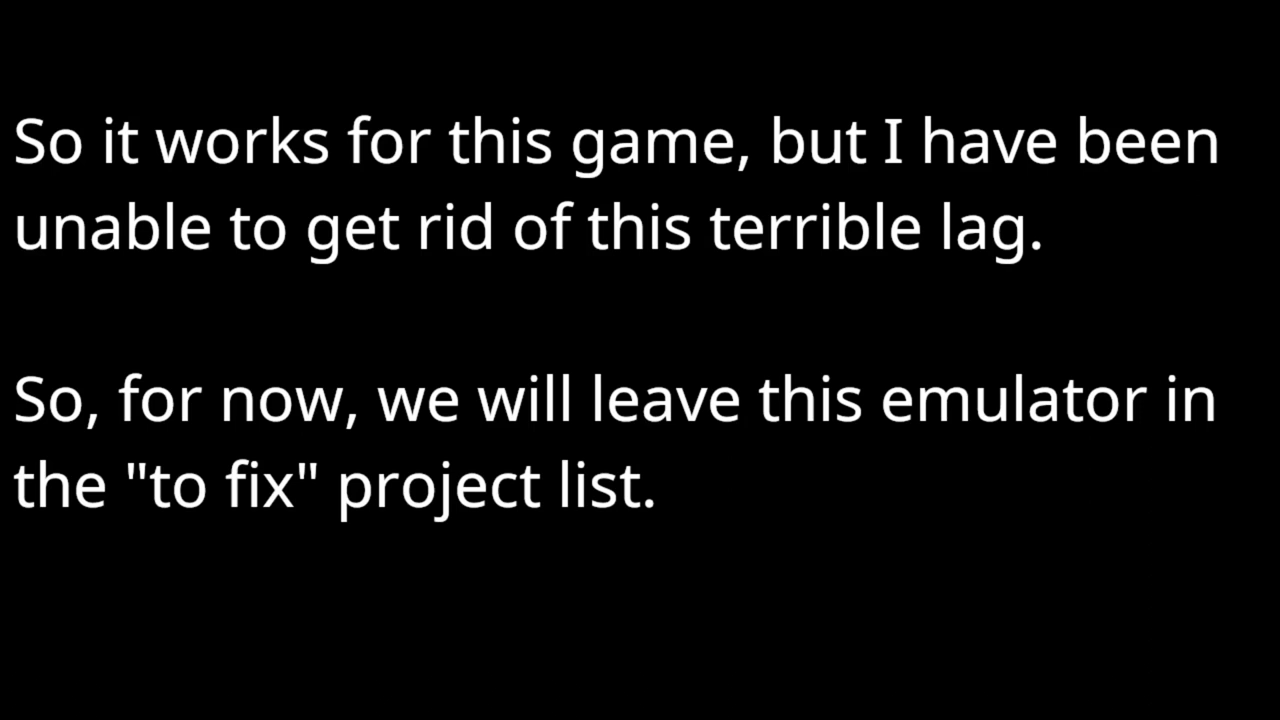 So it works for this game, but I have been
unable to get rid of this terrible lag.
So, for now, we will leave this emulator in
the "to fix" project list.